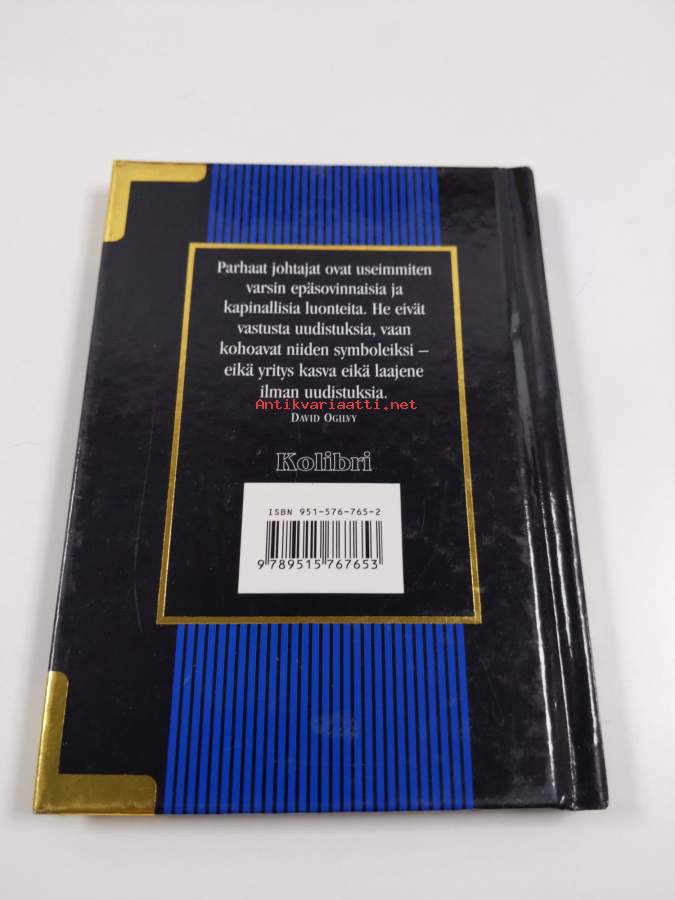 Parhaat johtajat ovat useimmiten
varsin epäsovinnaisia ja
kapinallisia luonteita. He eivät
vastusta uudistuksia, vaan
kohoavat niiden symboleiksi –
eikä yritys kasva eikä laajene
ilman uudistuksia.
Antikvariaatti.net
DAVID OGILVY
Kolibri
ISBN 951-576-765-2
9 789515 767653